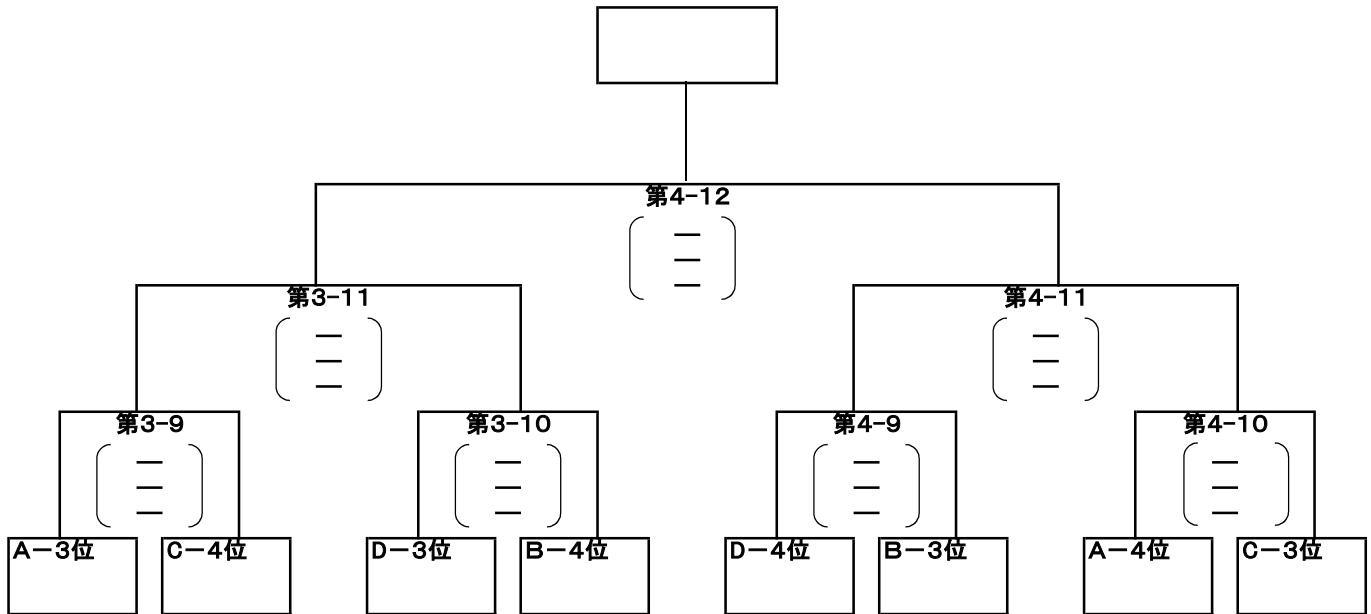 第4-12
―
―
―
第3-11
第4-11
― ―
― ―
― ―
第3-9
第3-10
第4-9
第4-10
― ― ― ―
― ― ― ―
― ― ― ―
A-3位
C-4位
D-3位
B-4位
D-4位
B-3位
A-4位
C-3位